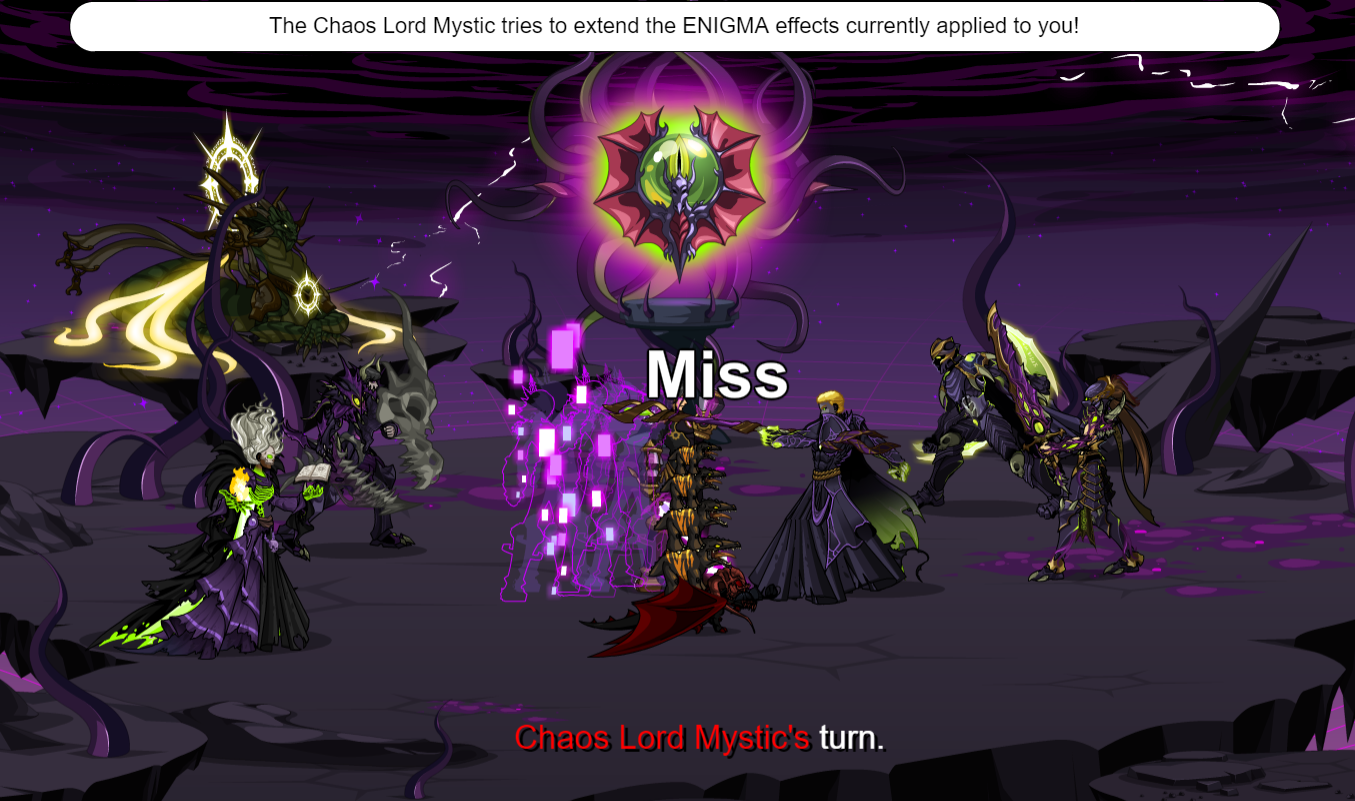 The Chaos Lord Mystic tries to extend the ENIGMA effects currently applied to you!
Miss
Chaos Lord Mystic's turn.